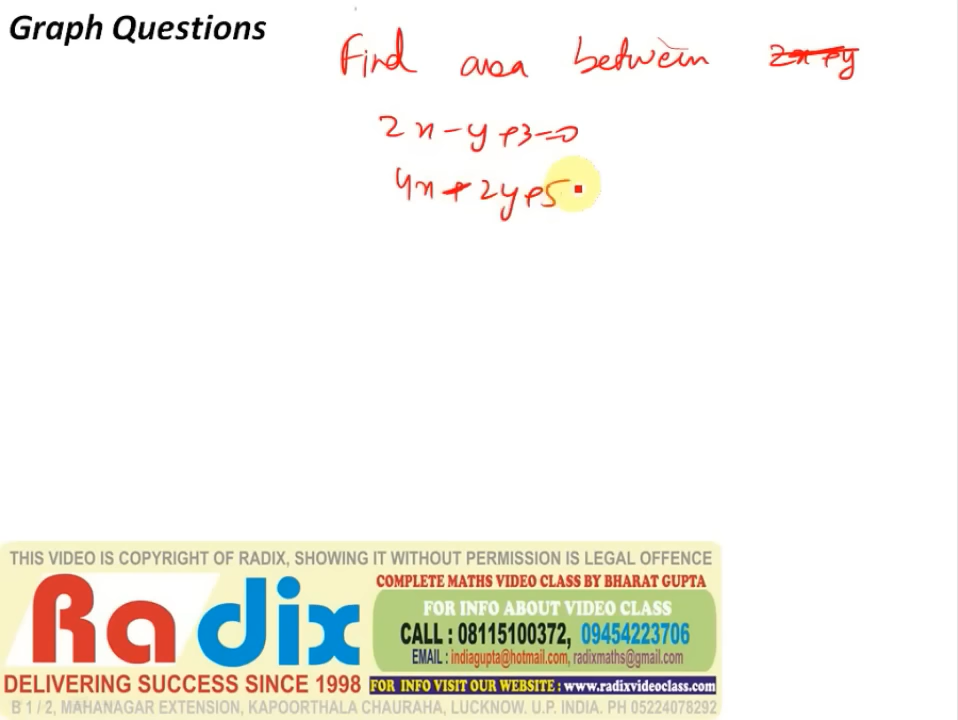 Graph Questions
Find area between 2x+y
2x-y+3=0
4x+2y+5
THIS VIDEO IS COPYRIGHT OF RADIX, SHOWING IT WITHOUT PERMISSION IS LEGAL OFFENCE
Radix
DELIVERING SUCCESS SINCE 1998
COMPLETE MATHS VIDEO CLASS BY BHARAT GUPTA
FOR INFO ABOUT VIDEO CLASS
CALL : 08115100372, 09454223706
EMAIL : indiagupta@hotmail.com, radixmaths@gmail.com
FOR INFO VISIT OUR WEBSITE : www.radixvideoclass.com
B 1 / 2, MAHANAGAR EXTENSION, KAPOORTHALA CHAURAHA, LUCKNOW. U.P. INDIA. PH 05224078292